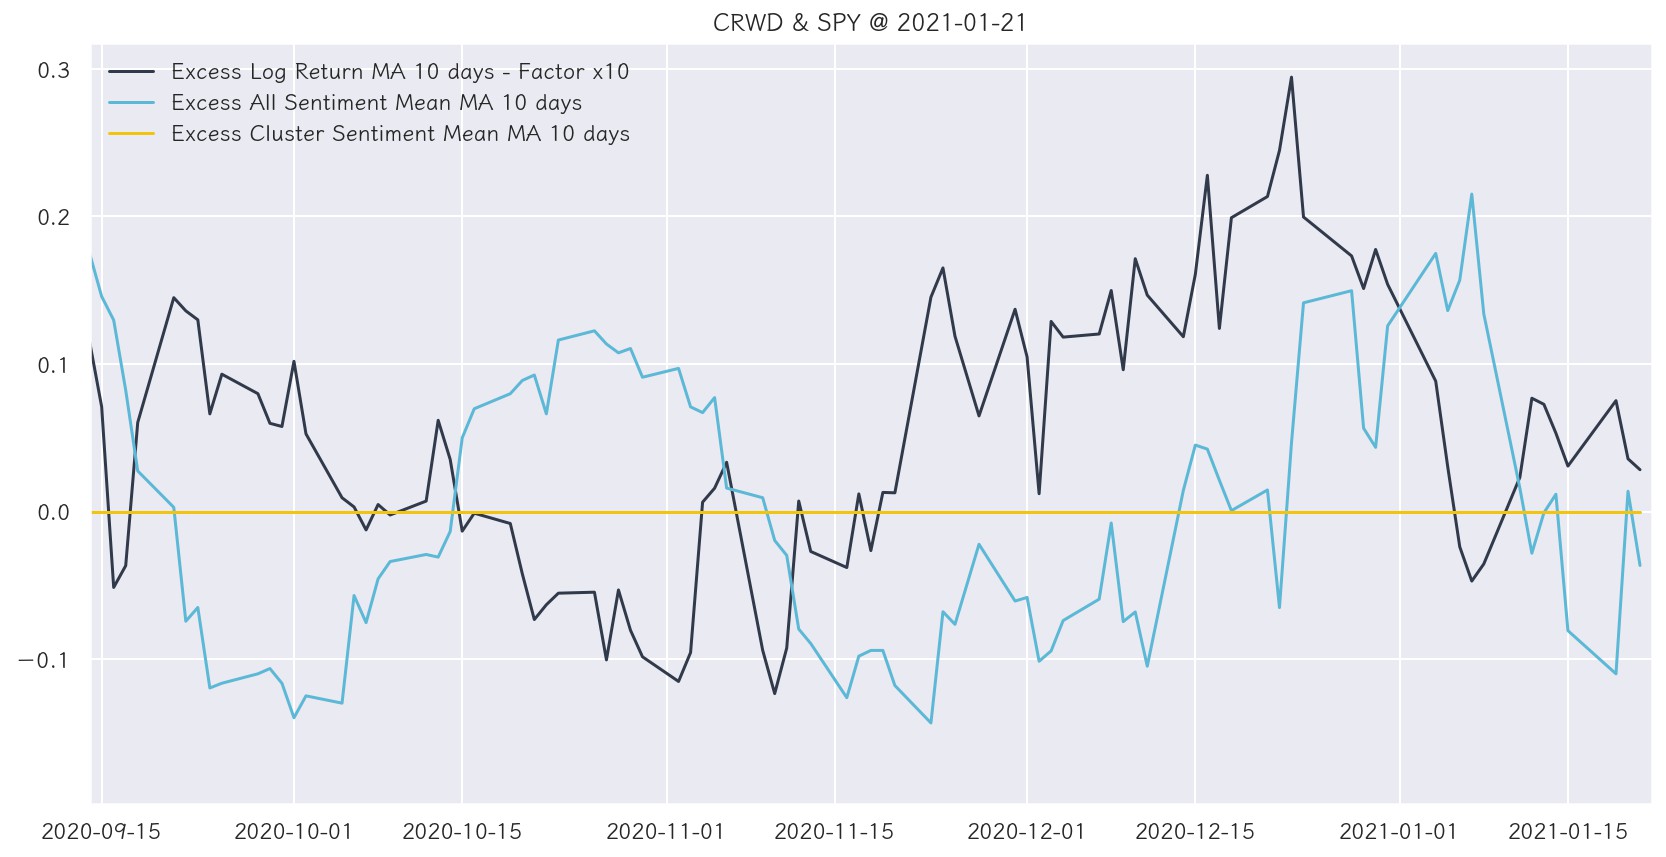 CRWD & SPY @ 2021-01-21
Excess Log Return MA 10 days - Factor x10
Excess All Sentiment Mean MA 10 days
Excess Cluster Sentiment Mean MA 10 days
0.3
0.2
0.1
0.0
−0.1
2020-09-15 2020-10-01 2020-10-15 2020-11-01 2020-11-15 2020-12-01 2020-12-15 2021-01-01 2021-01-15